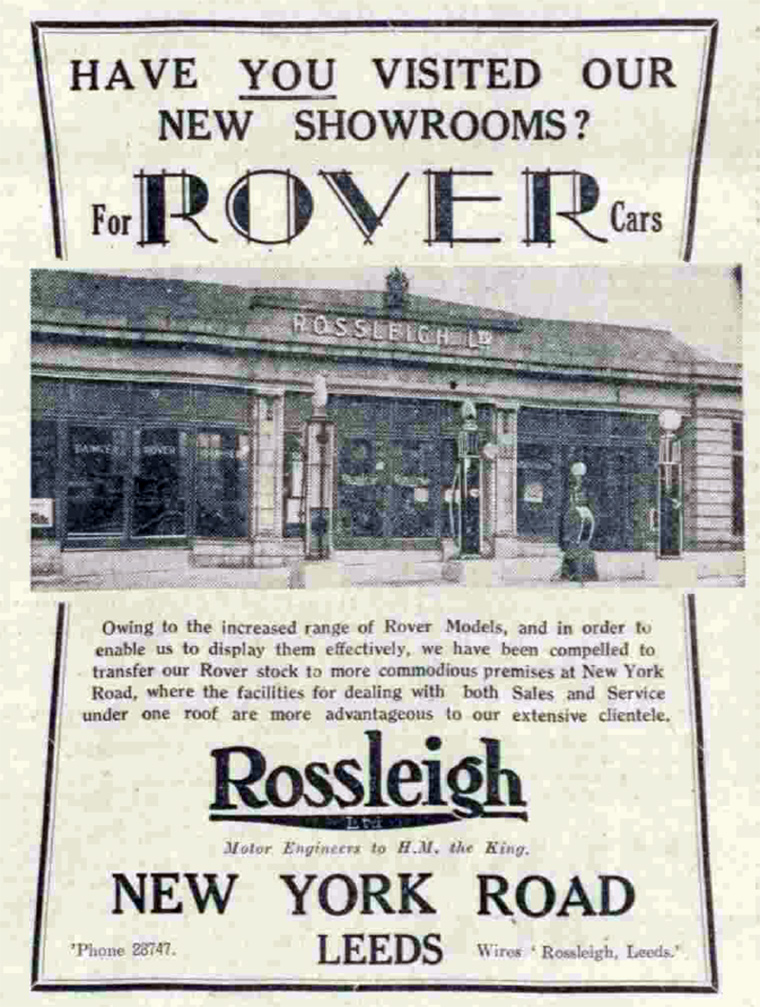 HAVE YOU VISITED OUR
NEW SHOWROOMS?
For ROVER Cars
ROSSLEIGH LTD
DAIMLER ROVER
Owing to the increased range of Rover Models, and in order to
enable us to display them effectively, we have been compelled to
transfer our Rover stock to more commodious premises at New York
Road, where the facilities for dealing with both Sales and Service
under one roof are more advantageous to our extensive clientele.
Rossleigh
Ltd
Motor Engineers to H.M. the King.
NEW YORK ROAD
'Phone 28747. LEEDS Wires ' Rossleigh, Leeds.'